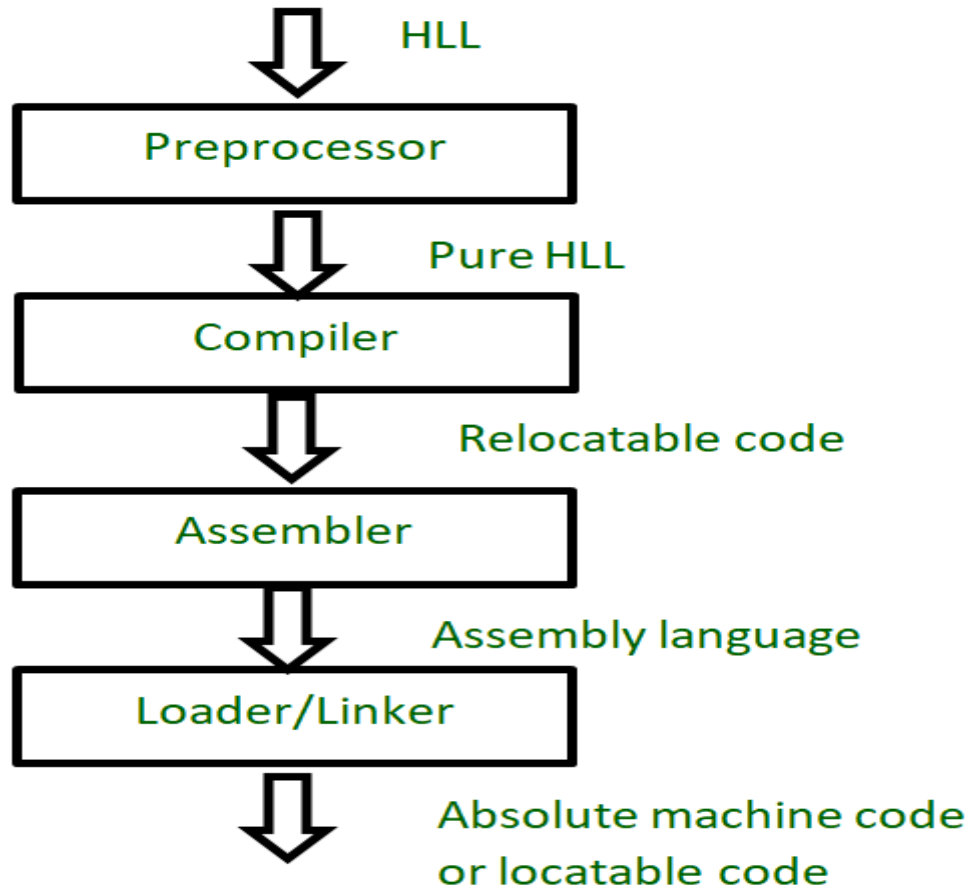 HLL
Preprocessor
Pure HLL
Compiler
Relocatable code
Assembler
Assembly language
Loader/Linker
Absolute machine code
or locatable code